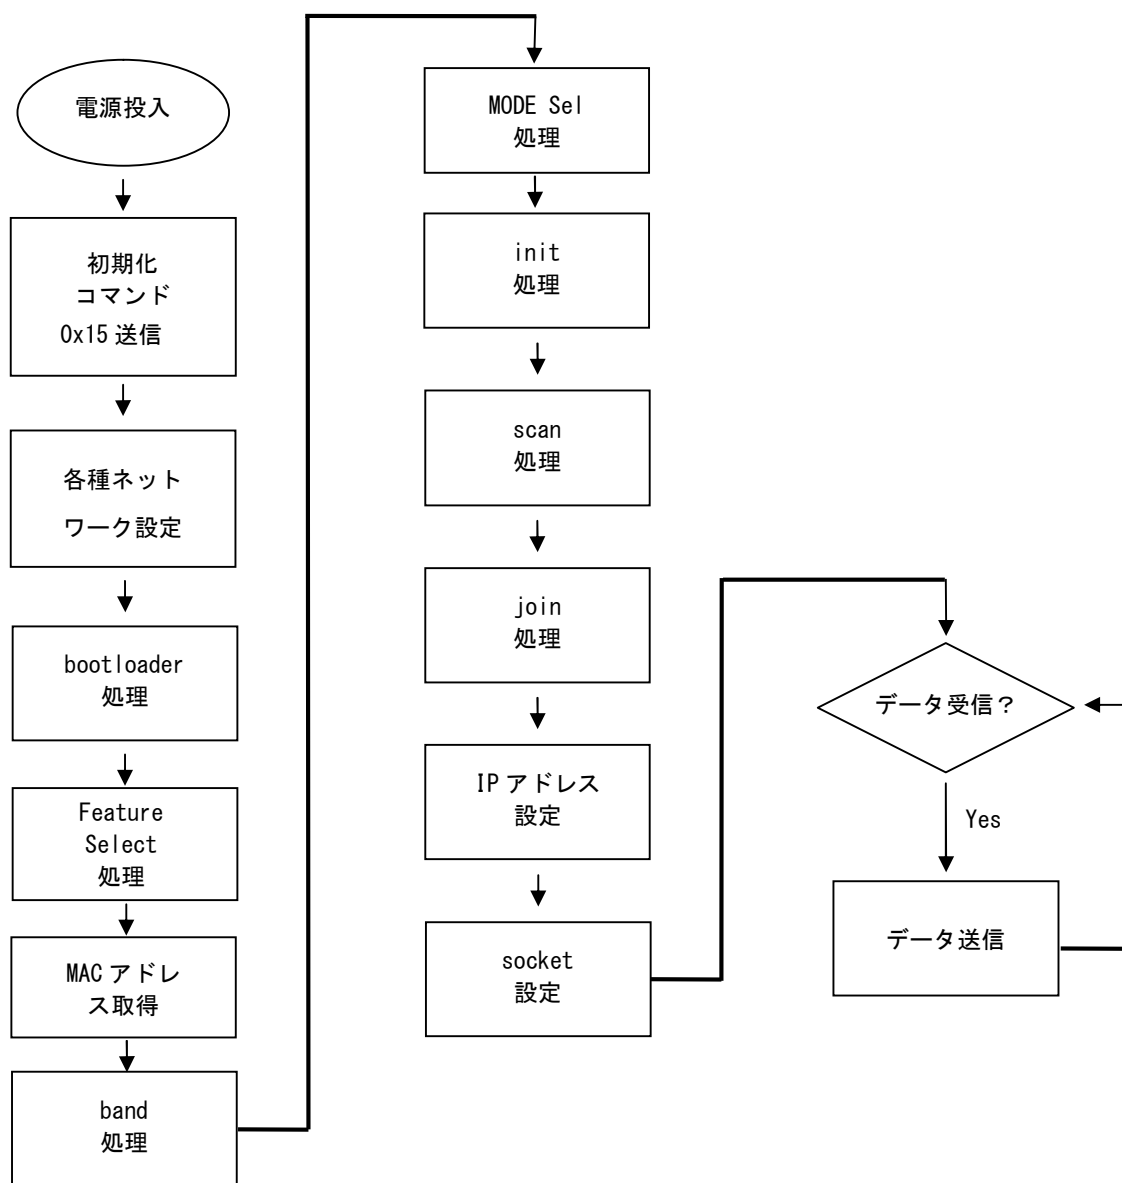 電源投入
初期化
コマンド
0x15 送信
各種ネット
ワーク設定
bootloader
処理
Feature
Select
処理
MAC アドレ
ス取得
band
処理
MODE Sel
処理
init
処理
scan
処理
join
処理
IP アドレス
設定
socket
設定
データ受信？
Yes
データ送信